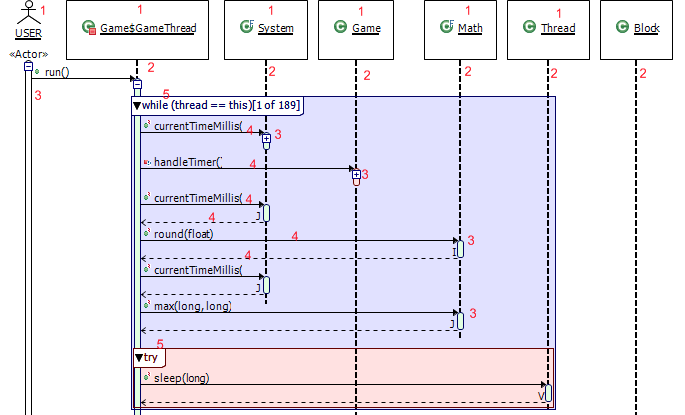 1 1 1 1 1 1
USER Game$GameThread System Game Math Thread Block
«Actor»
2 2 2 2 2 2
run()
3 5
while (thread == this)[1 of 189]
currentTimeMillis( 4 3
handleTimer( 4 3
currentTimeMillis( 4
4 J
round(float) 4 3
4 I
currentTimeMillis(
J
max(long, long) 3
J
5
try
sleep(long)
V